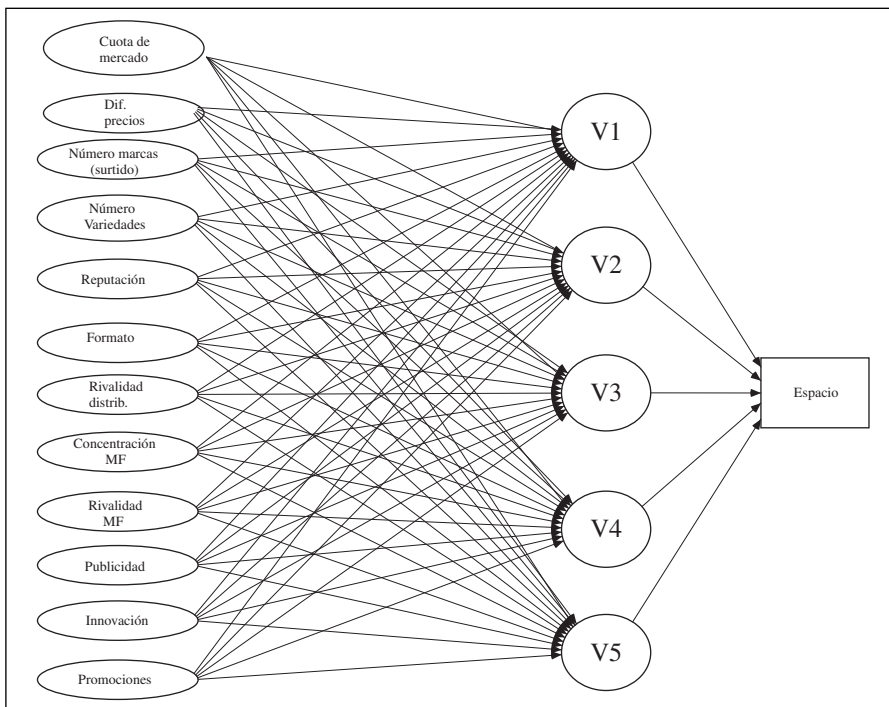 Cuota de
mercado
Dif.
precios
Número marcas
(surtido)
Número
Variedades
Reputación
Formato
Rivalidad
distrib.
Concentración
MF
Rivalidad
MF
Publicidad
Innovación
Promociones
V1
V2
V3
V4
V5
Espacio